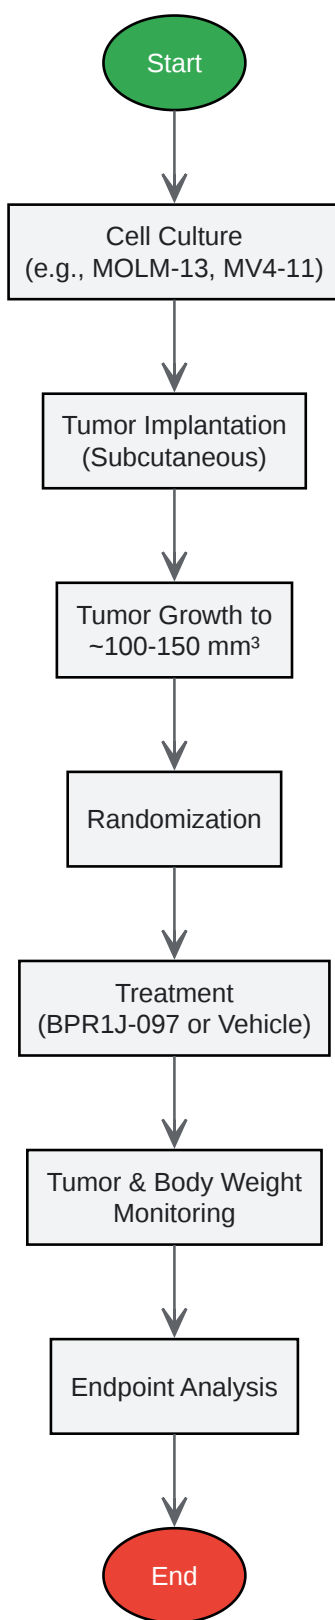 Start
Cell Culture
(e.g., MOLM-13, MV4-11)
Tumor Implantation
(Subcutaneous)
Tumor Growth to
~100-150 mm³
Randomization
Treatment
(BPR1J-097 or Vehicle)
Tumor & Body Weight
Monitoring
Endpoint Analysis
End